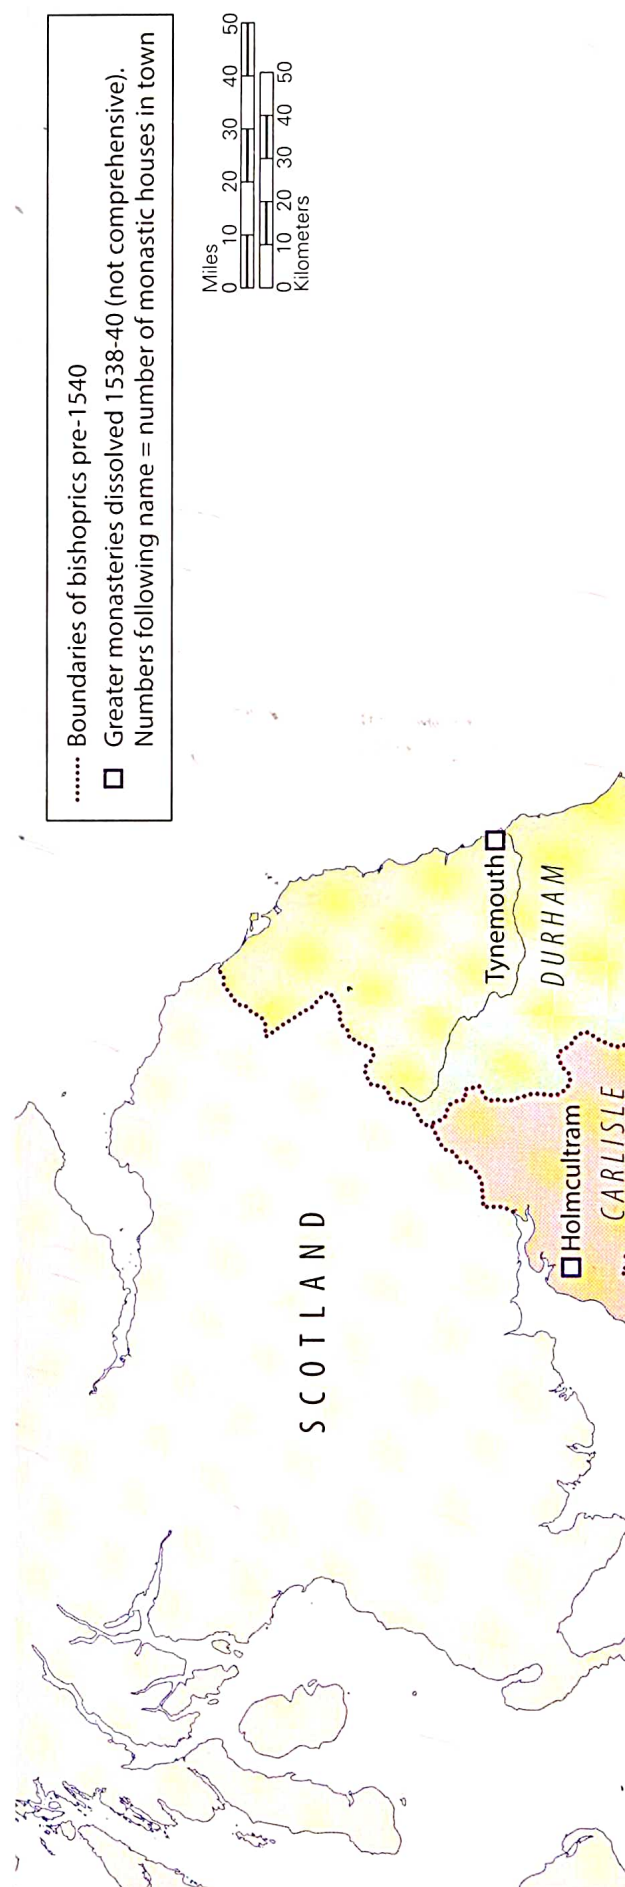 Boundaries of bishoprics pre-1540
Greater monasteries dissolved 1538-40 (not comprehensive).
Numbers following name = number of monastic houses in town
Miles
0 10 20 30 40 50
0 10 20 30 40 50
Kilometers
SCOTLAND
Tynemouth
DURHAM
Holmcultram
CARLISLE